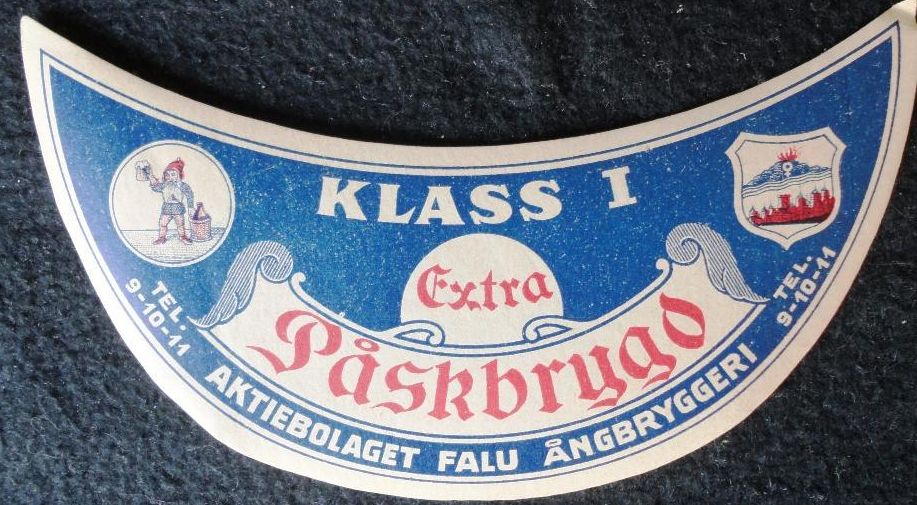 KLASS I
Extra
Påskbrygd
TEL.
9-10-11
TEL.
9-10-11
AKTIEBOLAGET FALU ÅNGBRYGGERI